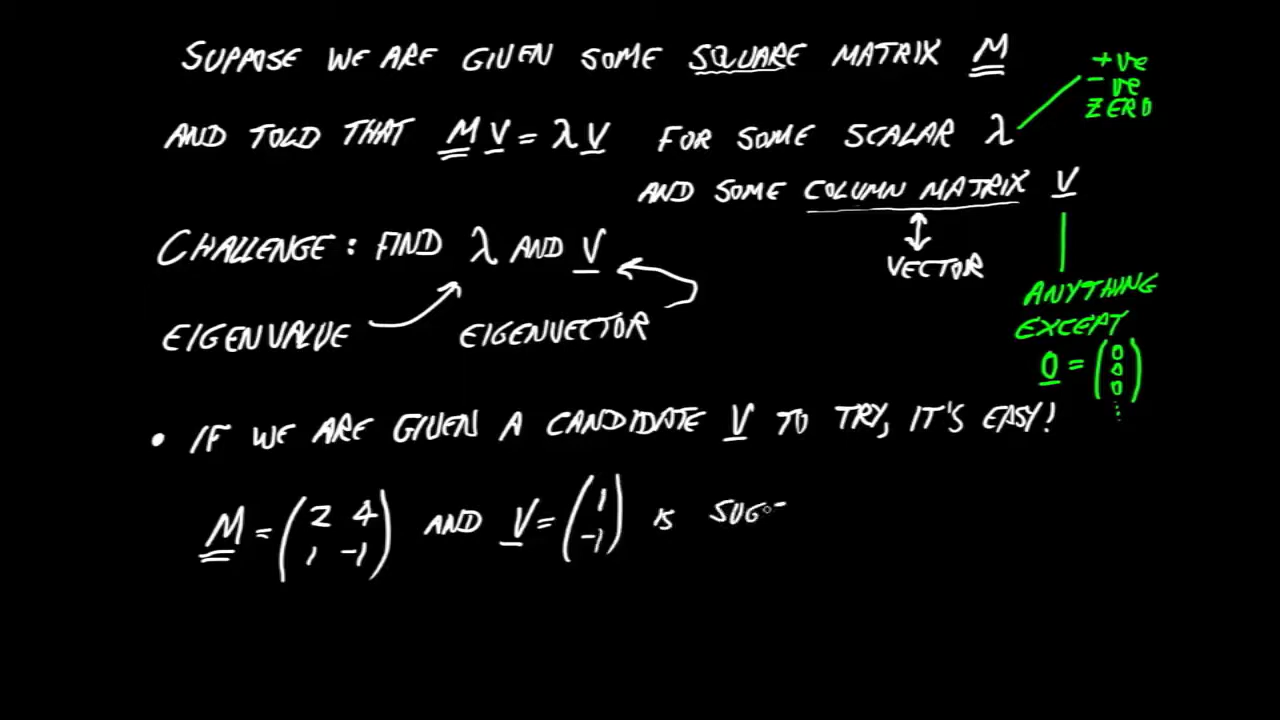 SUPPOSE WE ARE GIVEN SOME SQUARE MATRIX M
+ve
-ve
ZERO
AND TOLD THAT M V = λ V FOR SOME SCALAR λ
AND SOME COLUMN MATRIX V
VECTOR
CHALLENGE: FIND λ AND V
EIGENVALUE EIGENVECTOR
ANYTHING
EXCEPT
0 = (0 0 0 ...)
• IF WE ARE GIVEN A CANDIDATE V TO TRY, IT'S EASY!
M = (2 4
1 -1) AND V = (1
-1) IS SUGG